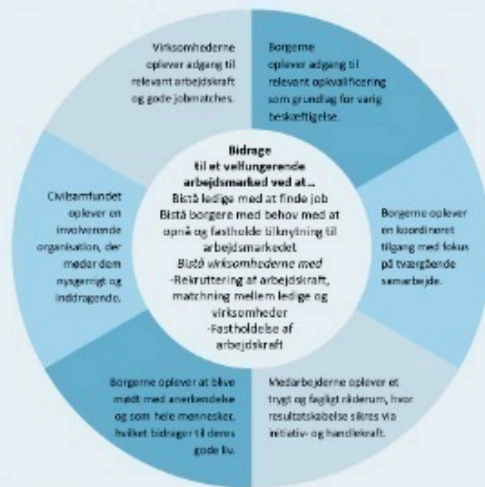 Virksomhederne
oplever adgang til
relevant arbejdskraft
og gode jobmatches.
Borgerne
oplever adgang til
relevant opkvalificering
som grundlag for varig
beskæftigelse.
Borgerne oplever
en koordineret
tilgang med fokus
på tværgående
samarbejde.
Medarbejderne oplever et
trygt og fagligt råderum, hvor
resultatskabelse sikres via
initiativ- og handlekraft.
Borgerne oplever at blive
mødt med anerkendelse
og som hele mennesker,
hvilket bidrager til deres
gode liv.
Civilsamfundet
oplever en
involverende
organisation, der
møder dem
nysgerrigt og
inddragende.
Bidrage
til et velfungerende
arbejdsmarked ved at...
Bistå ledige med at finde job
Bistå borgere med behov med at
opnå og fastholde tilknytning til
arbejdsmarkedet
Bistå virksomhederne med
-Rekruttering af arbejdskraft,
matchning mellem ledige og
virksomheder
-Fastholdelse af
arbejdskraft